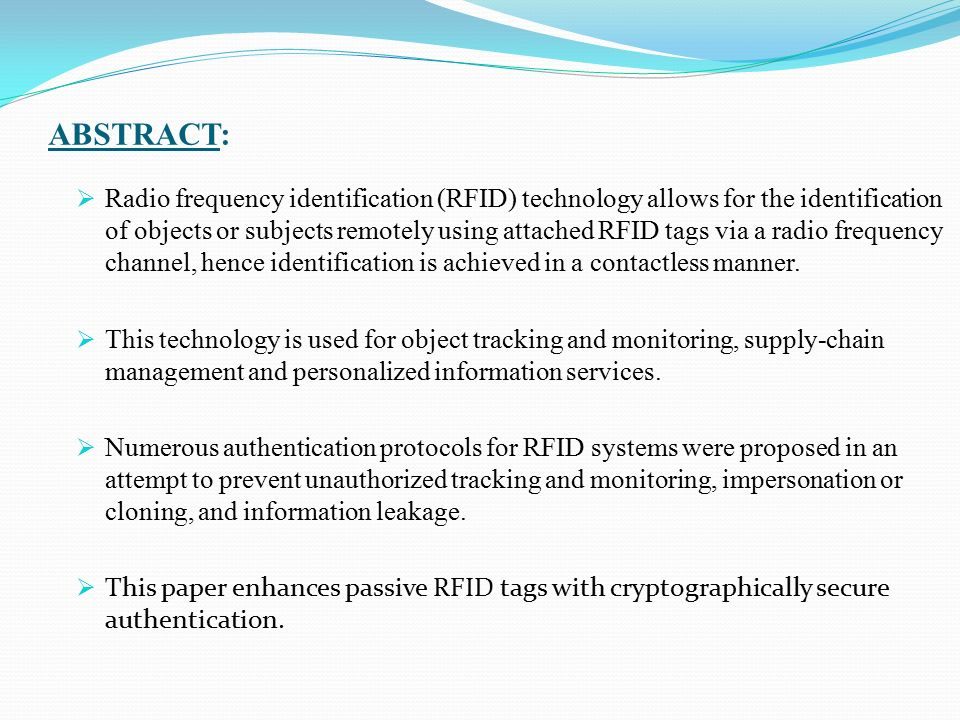 ABSTRACT:
➢ Radio frequency identification (RFID) technology allows for the identification
of objects or subjects remotely using attached RFID tags via a radio frequency
channel, hence identification is achieved in a contactless manner.
➢ This technology is used for object tracking and monitoring, supply-chain
management and personalized information services.
➢ Numerous authentication protocols for RFID systems were proposed in an
attempt to prevent unauthorized tracking and monitoring, impersonation or
cloning, and information leakage.
➢ This paper enhances passive RFID tags with cryptographically secure
authentication.